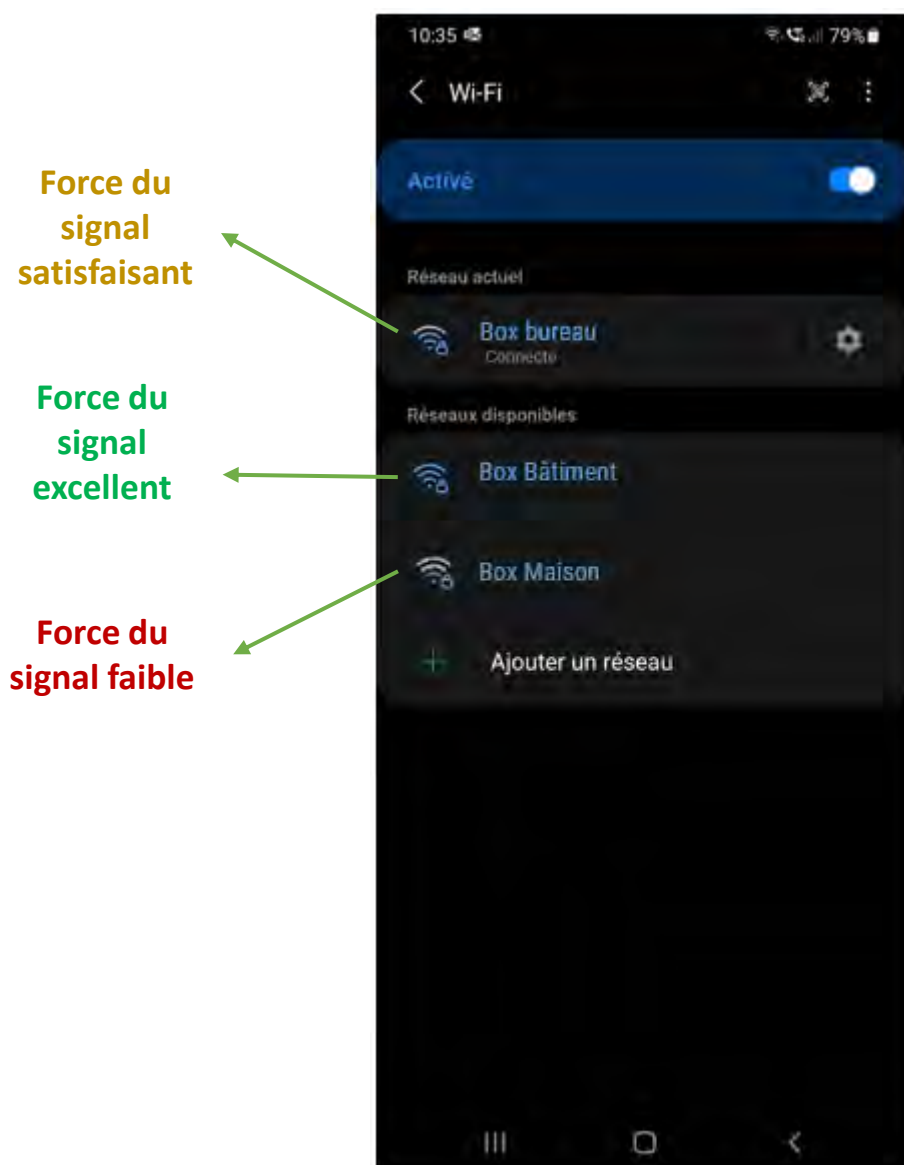 10:35
79%
Wi-Fi
Activé
Force du
signal
satisfaisant
Réseau actuel
Box bureau
Connecté
Force du
signal
excellent
Réseaux disponibles
Box Bâtiment
Box Maison
Force du
signal faible
Ajouter un réseau